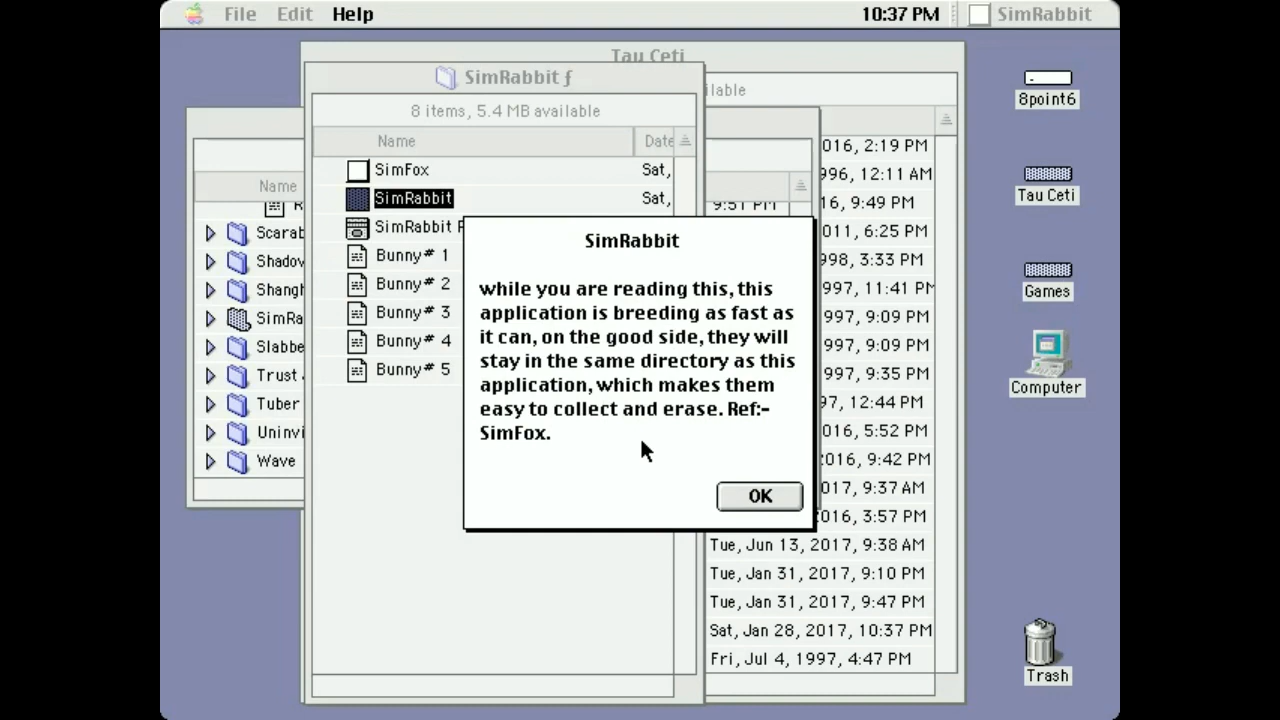 File Edit Help 10:37 PM SimRabbit
Tau Ceti
SimRabbit ƒ
ilable
8 items, 5.4 MB available
Name Date
SimFox Sat,
SimRabbit Sat,
SimRabbit
Bunny# 1
Bunny# 2
Bunny# 3
Bunny# 4
Bunny# 5
Name
Scarab
Shadov
Shangh
SimRa
Slabbe
Trust
Tuber
Uninvi
Wave
SimRabbit
while you are reading this, this
application is breeding as fast as
it can, on the good side, they will
stay in the same directory as this
application, which makes them
easy to collect and erase. Ref:-
SimFox.
OK
9:51 PM
016, 2:19 PM
996, 12:11 AM
16, 9:49 PM
011, 6:25 PM
998, 3:33 PM
997, 11:41 PM
997, 9:09 PM
997, 9:09 PM
997, 9:35 PM
97, 12:44 PM
016, 5:52 PM
2016, 9:42 PM
017, 9:37 AM
2016, 3:57 PM
Tue, Jun 13, 2017, 9:38 AM
Tue, Jan 31, 2017, 9:10 PM
Tue, Jan 31, 2017, 9:47 PM
Sat, Jan 28, 2017, 10:37 PM
Fri, Jul 4, 1997, 4:47 PM
8point6
Tau Ceti
Games
Computer
Trash